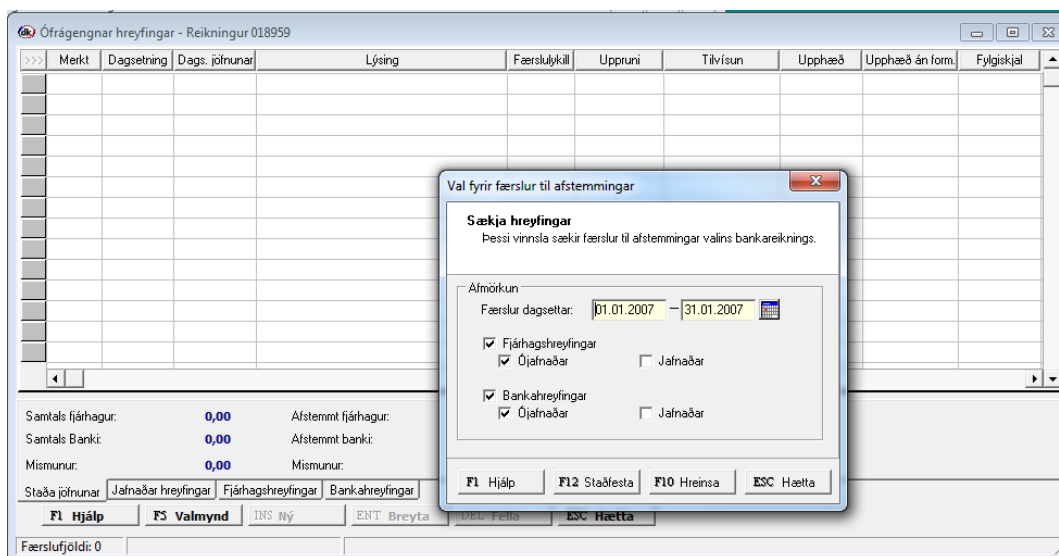 dk Ófrágengnar hreyfingar - Reikningur 018959
>>> Merkt Dagsetning Dags. jöfnunar Lýsing Færslulykill Uppruni Tilvísun Upphæð Upphæð án form. Fylgiskjal
Val fyrir færslur til afstemmingar
Sækja hreyfingar
Þessi vinnsla sækir færslur til afstemmingar valins bankareiknings.
Afmörkun
Færslur dagsettar: 01.01.2007 – 31.01.2007
Fjárhagshreyfingar
Ójafnaðar Jafnaðar
Bankahreyfingar
Ójafnaðar Jafnaðar
F1 Hjálp F12 Staðfesta F10 Hreinsa ESC Hætta
Samtals fjárhagur: 0,00 Afstemmt fjárhagur:
Samtals Banki: 0,00 Afstemmt banki:
Mismunur: 0,00 Mismunur:
Staða jöfnunar Jafnaðar hreyfingar Fjárhagshreyfingar Bankahreyfingar
F1 Hjálp F5 Valmynd INS Ný ENT Breyta DEL Fella ESC Hætta
Færslufjöldi: 0